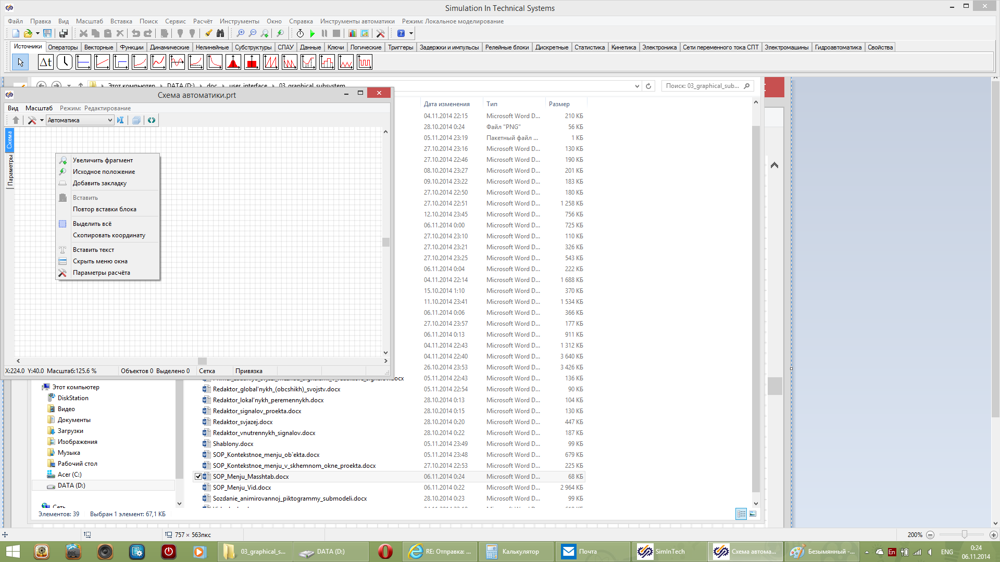 Simulation In Technical Systems
Файл Правка Вид Масштаб Вставка Поиск Сервис Расчёт Инструменты Окно Справка Инструменты автоматики Режим: Локальное моделирование
Источники Операторы Векторные Функции Динамические Нелинейные Субструктуры СПАУ Данные Ключи Логические Триггеры Задержки и импульсы Релейные блоки Дискретные Статистика Кинетика Электроника Сети переменного тока СПТ Электромашины Гидроавтоматика Свойства
Δt
Этот компьютер DATA (D:) doc user_interface 03_graphical_subsystem
Поиск: 03_graphical_sub...
Схема автоматики.prt
Вид Масштаб Режим: Редактирование
Автоматика
Схема
Параметры
Увеличить фрагмент
Исходное положение
Добавить закладку
Вставить
Повтор вставки блока
Выделить всё
Скопировать координату
Вставить текст
Скрыть меню окна
Параметры расчёта
X:224.0 Y:40.0 Масштаб:125.6 % Объектов 0 Выделено 0 Сетка Привязка
Дата изменения Тип Размер
04.11.2014 22:15 Microsoft Word D... 210 КБ
28.10.2014 0:24 Файл "PNG" 56 КБ
05.11.2014 23:19 Пакетный файл ... 1 КБ
27.10.2014 23:16 Microsoft Word D... 130 КБ
27.10.2014 22:46 Microsoft Word D... 190 КБ
08.10.2014 23:27 Microsoft Word D... 201 КБ
09.10.2014 23:22 Microsoft Word D... 183 КБ
27.10.2014 22:50 Microsoft Word D... 180 КБ
27.10.2014 22:51 Microsoft Word D... 1 258 КБ
12.10.2014 23:45 Microsoft Word D... 756 КБ
06.11.2014 0:00 Microsoft Word D... 725 КБ
27.10.2014 23:10 Microsoft Word D... 110 КБ
27.10.2014 23:21 Microsoft Word D... 326 КБ
27.10.2014 23:25 Microsoft Word D... 543 КБ
06.11.2014 0:04 Microsoft Word D... 222 КБ
04.11.2014 22:14 Microsoft Word D... 1 688 КБ
15.10.2014 1:10 Microsoft Word D... 370 КБ
11.10.2014 23:41 Microsoft Word D... 1 534 КБ
06.11.2014 0:06 Microsoft Word D... 366 КБ
27.10.2014 23:57 Microsoft Word D... 177 КБ
06.11.2014 0:13 Microsoft Word D... 911 КБ
04.11.2014 22:43 Microsoft Word D... 1 312 КБ
04.11.2014 22:40 Microsoft Word D... 3 640 КБ
26.10.2014 23:53 Microsoft Word D... 3 426 КБ
05.11.2014 22:43 Microsoft Word D... 136 КБ
Redaktor_global'nykh_(obcshikh)_svojstv.docx 05.11.2014 22:54 Microsoft Word D... 90 КБ
Redaktor_lokal'nykh_peremennykh.docx 28.10.2014 0:13 Microsoft Word D... 104 КБ
Redaktor_signalov_proekta.docx 28.10.2014 0:15 Microsoft Word D... 130 КБ
Redaktor_svjazej.docx 28.10.2014 0:20 Microsoft Word D... 447 КБ
Redaktor_vnutrennykh_signalov.docx 28.10.2014 0:22 Microsoft Word D... 187 КБ
Shablony.docx 05.11.2014 23:49 Microsoft Word D... 99 КБ
SOP_Kontekstnoe_menju_ob`ekta.docx 05.11.2014 23:48 Microsoft Word D... 679 КБ
SOP_Kontekstnoe_menju_v_skhemnom_okne_proekta.docx 27.10.2014 22:53 Microsoft Word D... 225 КБ
SOP_Menju_Masshtab.docx 06.11.2014 0:24 Microsoft Word D... 68 КБ
SOP_Menju_Vid.docx 06.11.2014 0:22 Microsoft Word D... 2 964 КБ
Sozdanie_animirovannoj_piktogrammy_submodeli.docx 28.10.2014 0:23 Microsoft Word D... 99 КБ
Этот компьютер
DiskStation
Видео
Документы
Загрузки
Изображения
Музыка
Рабочий стол
Acer (C:)
DATA (D:)
Сеть
Элементов: 39 Выбран 1 элемент: 67,1 КБ
757 × 563пкс 200%
03_graphical_s... DATA (D:) RE: Отправка: ... Калькулятор Почта SimInTech Схема автома... Безымянный -... En ENG 0:24
06.11.2014